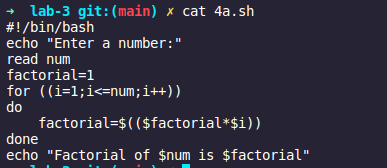 ➜  lab-3 git:(main) ✗ cat 4a.sh
#!/bin/bash
echo "Enter a number:"
read num
factorial=1
for ((i=1;i<=num;i++))
do
    factorial=$(($factorial*$i))
done
echo "Factorial of $num is $factorial"